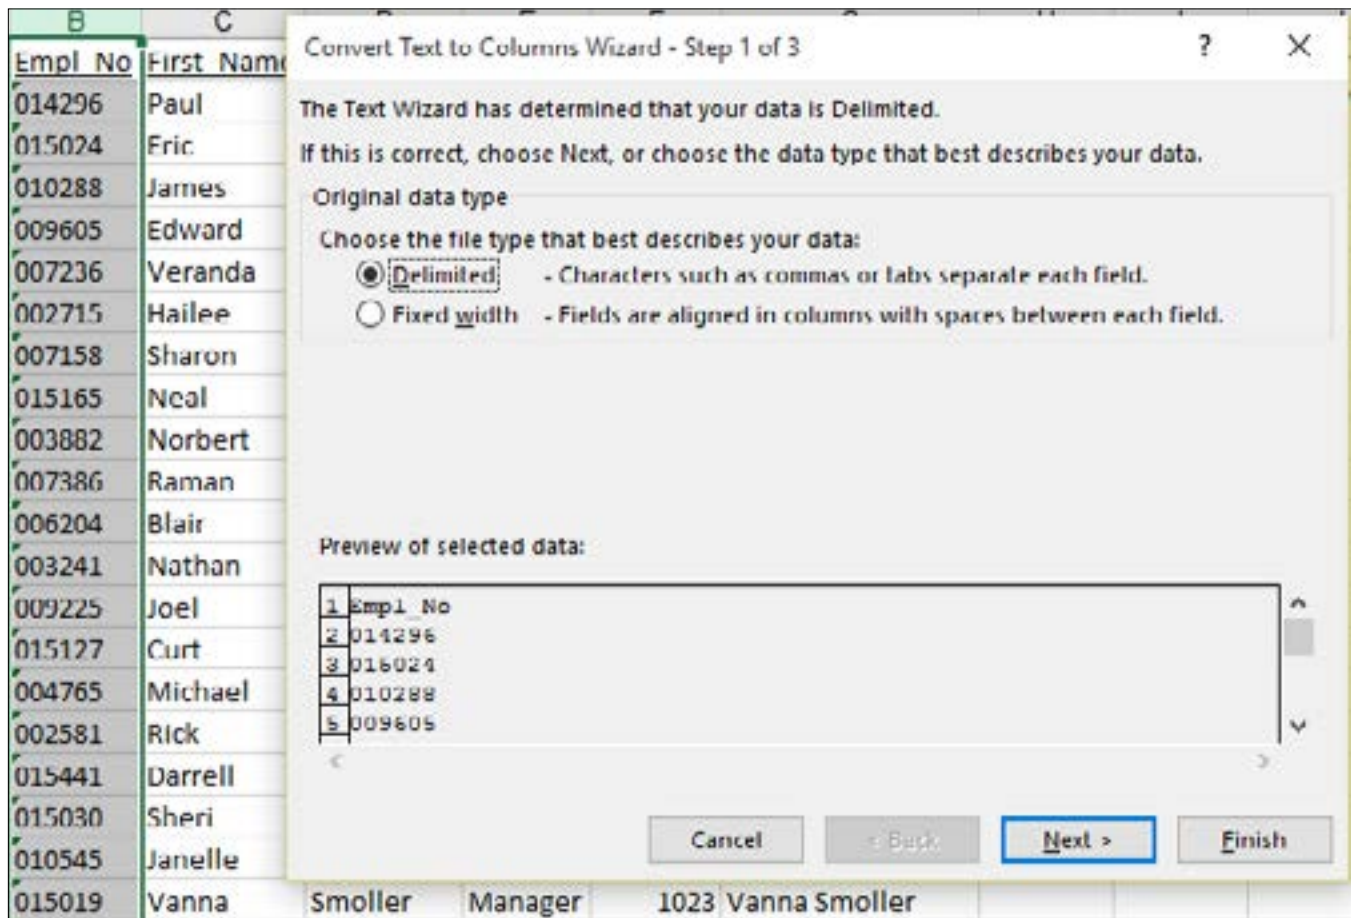 B C
Empl_No First_Name
014296 Paul
015024 Eric
010288 James
009605 Edward
007236 Veranda
002715 Hailee
007158 Sharon
015165 Neal
003882 Norbert
007386 Raman
006204 Blair
003241 Nathan
009225 Joel
015127 Curt
004765 Michael
002581 Rick
015441 Darrell
015030 Sheri
010545 Janelle
015019 Vanna Smoller Manager 1023 Vanna Smoller
Convert Text to Columns Wizard - Step 1 of 3 ? ×
The Text Wizard has determined that your data is Delimited.
If this is correct, choose Next, or choose the data type that best describes your data.
Original data type
Choose the file type that best describes your data:
Delimited - Characters such as commas or tabs separate each field.
Fixed width - Fields are aligned in columns with spaces between each field.
Preview of selected data:
1 Empl_No
2 014296
3 015024
4 010288
5 009605
Cancel < Back Next > Finish